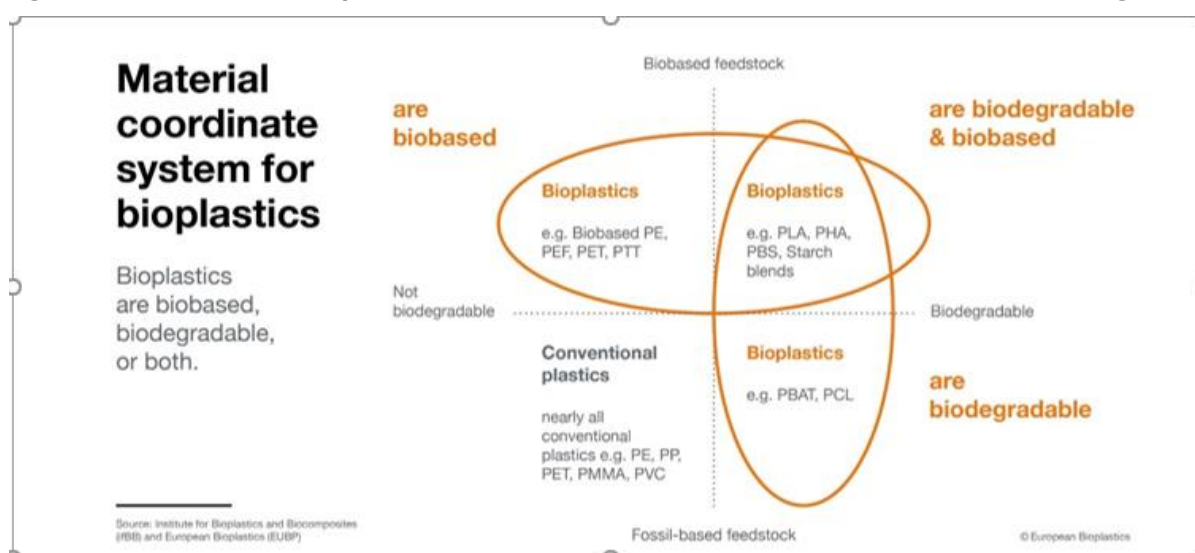 Material
coordinate
system for
bioplastics
Bioplastics
are biobased,
biodegradable,
or both.
Source: Institute for Bioplastics and Biocomposites
(IfBB) and European Bioplastics (EUBP)
Biobased feedstock
are
biobased
are biodegradable
& biobased
Bioplastics
e.g. Biobased PE,
PEF, PET, PTT
Bioplastics
e.g. PLA, PHA,
PBS, Starch
blends
Not
biodegradable
Biodegradable
Conventional
plastics
nearly all
conventional
plastics e.g. PE, PP,
PET, PMMA, PVC
Bioplastics
e.g. PBAT, PCL
are
biodegradable
Fossil-based feedstock
© European Bioplastics